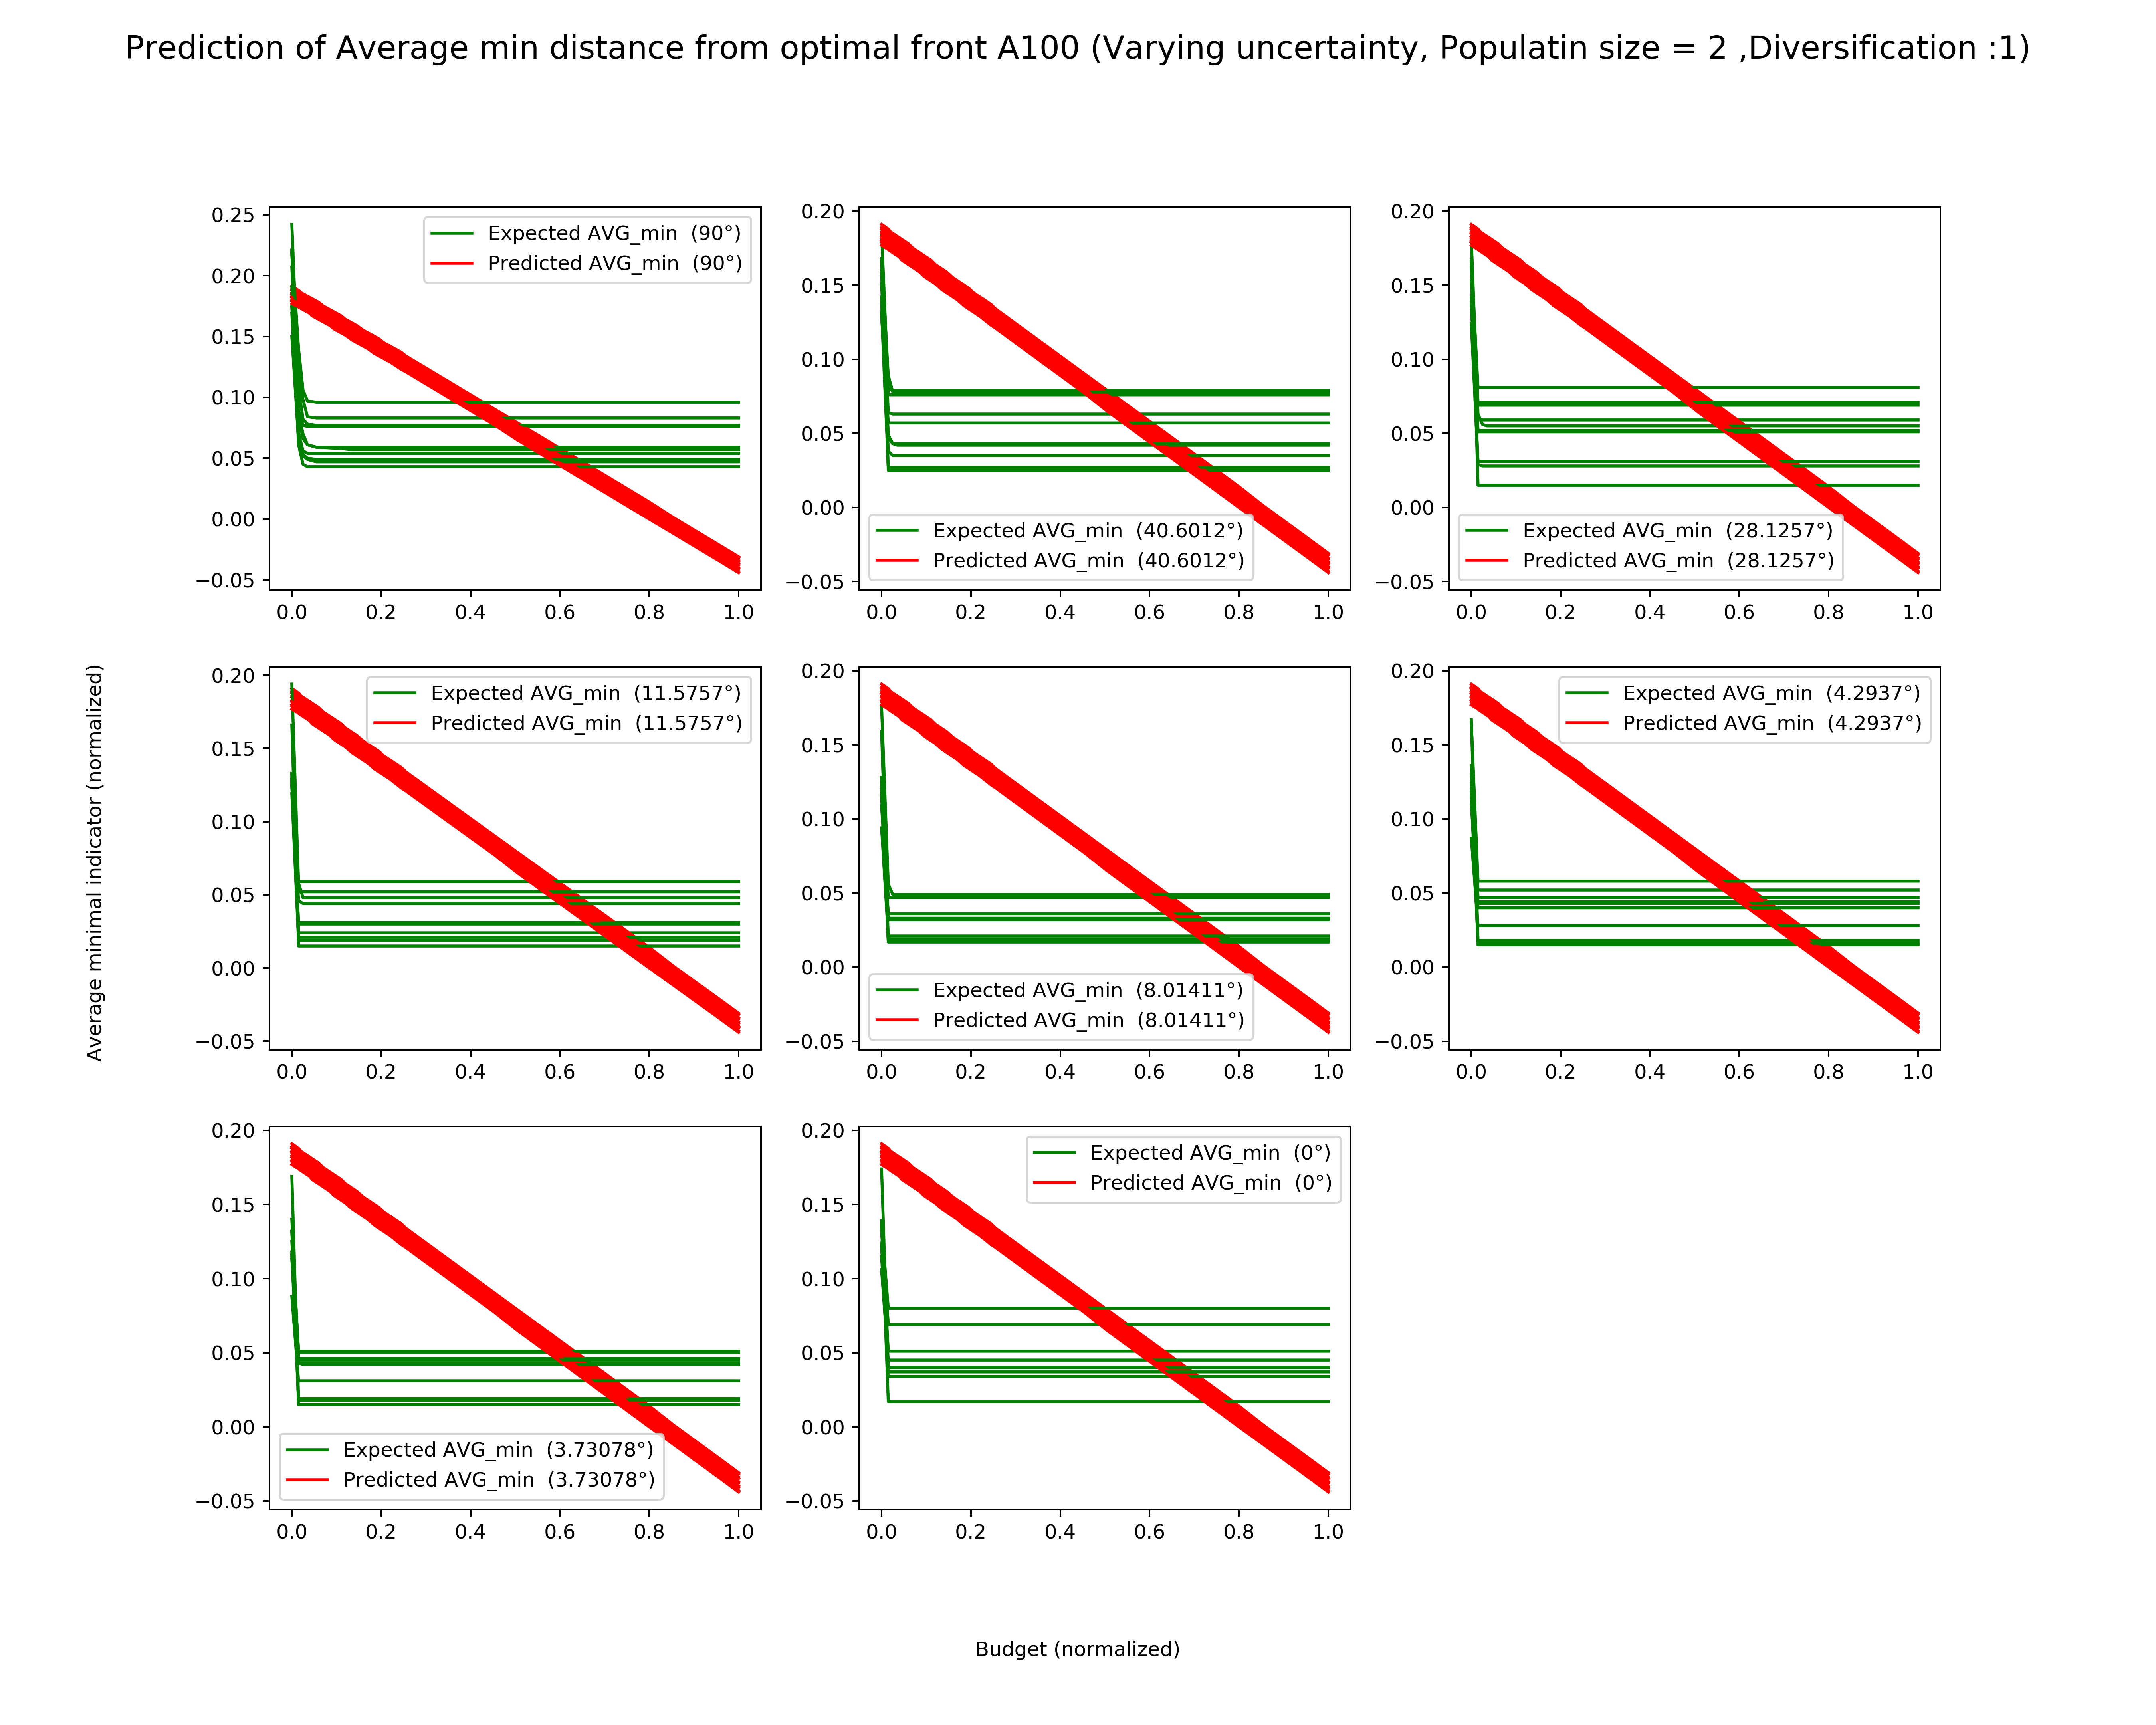 Prediction of Average min distance from optimal front A100 (Varying uncertainty, Populatin size = 2 ,Diversification :1)
0.25
0.20
0.15
0.10
0.05
0.00
−0.05
Expected AVG_min (90°)
Predicted AVG_min (90°)
0.0 0.2 0.4 0.6 0.8 1.0
0.20
0.15
0.10
0.05
0.00
−0.05
Expected AVG_min (40.6012°)
Predicted AVG_min (40.6012°)
0.0 0.2 0.4 0.6 0.8 1.0
0.20
0.15
0.10
0.05
0.00
−0.05
Expected AVG_min (28.1257°)
Predicted AVG_min (28.1257°)
0.0 0.2 0.4 0.6 0.8 1.0
Average minimal indicator (normalized)
0.20
0.15
0.10
0.05
0.00
−0.05
Expected AVG_min (11.5757°)
Predicted AVG_min (11.5757°)
0.0 0.2 0.4 0.6 0.8 1.0
0.20
0.15
0.10
0.05
0.00
−0.05
Expected AVG_min (8.01411°)
Predicted AVG_min (8.01411°)
0.0 0.2 0.4 0.6 0.8 1.0
0.20
0.15
0.10
0.05
0.00
−0.05
Expected AVG_min (4.2937°)
Predicted AVG_min (4.2937°)
0.0 0.2 0.4 0.6 0.8 1.0
0.20
0.15
0.10
0.05
0.00
−0.05
Expected AVG_min (3.73078°)
Predicted AVG_min (3.73078°)
0.0 0.2 0.4 0.6 0.8 1.0
0.20
0.15
0.10
0.05
0.00
−0.05
Expected AVG_min (0°)
Predicted AVG_min (0°)
0.0 0.2 0.4 0.6 0.8 1.0
Budget (normalized)